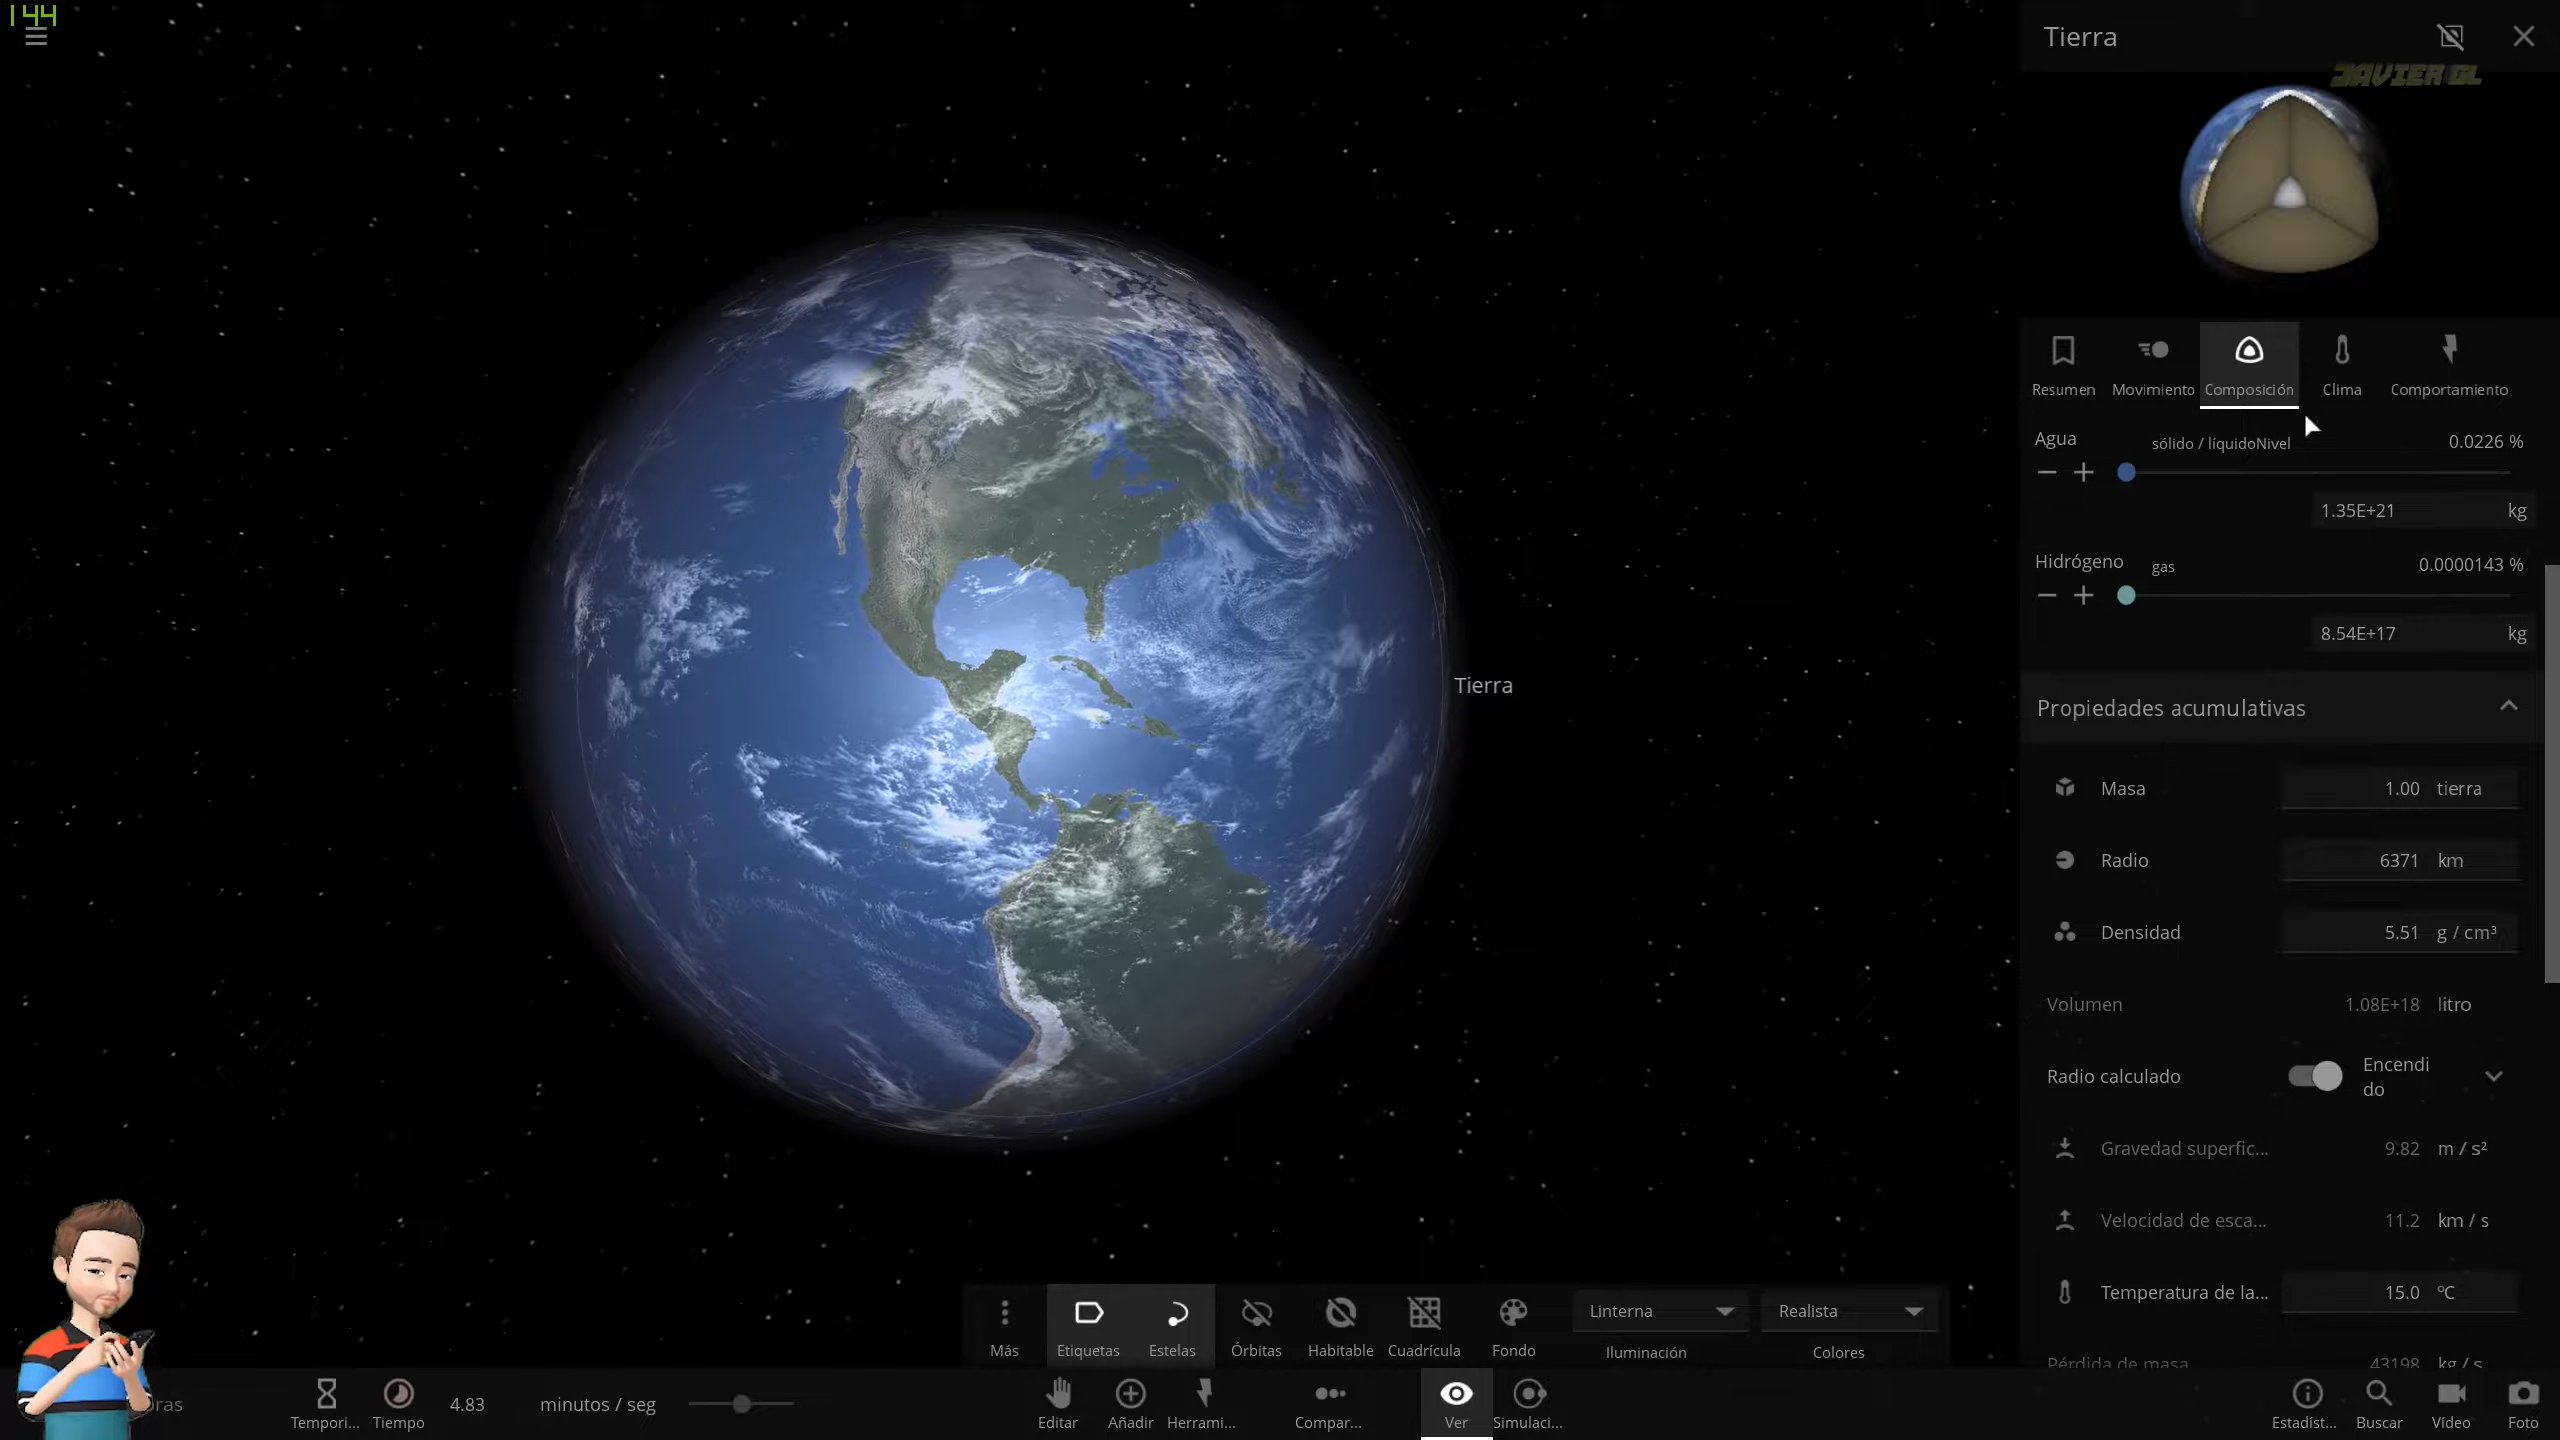 144
Tierra
JAVIER GL
Resumen
Movimiento
Composición
Clima
Comportamiento
Agua sólido / líquidoNivel 0.0226 %
1.35E+21 kg
Hidrógeno gas 0.0000143 %
8.54E+17 kg
Tierra
Propiedades acumulativas
Masa 1.00 tierra
Radio 6371 km
Densidad 5.51 g / cm³
Volumen 1.08E+18 litro
Radio calculado Encendi
do
Gravedad superfic... 9.82 m / s²
Velocidad de esca... 11.2 km / s
Temperatura de la... 15.0 °C
Pérdida de masa 43198 kg / s
Linterna
Realista
Más
Etiquetas
Estelas
Órbitas
Habitable
Cuadrícula
Fondo
Iluminación
Colores
4.83 minutos / seg
Tempori...
Tiempo
Editar
Añadir
Herrami...
Compar...
Ver
Simulaci...
Estadíst...
Buscar
Vídeo
Foto